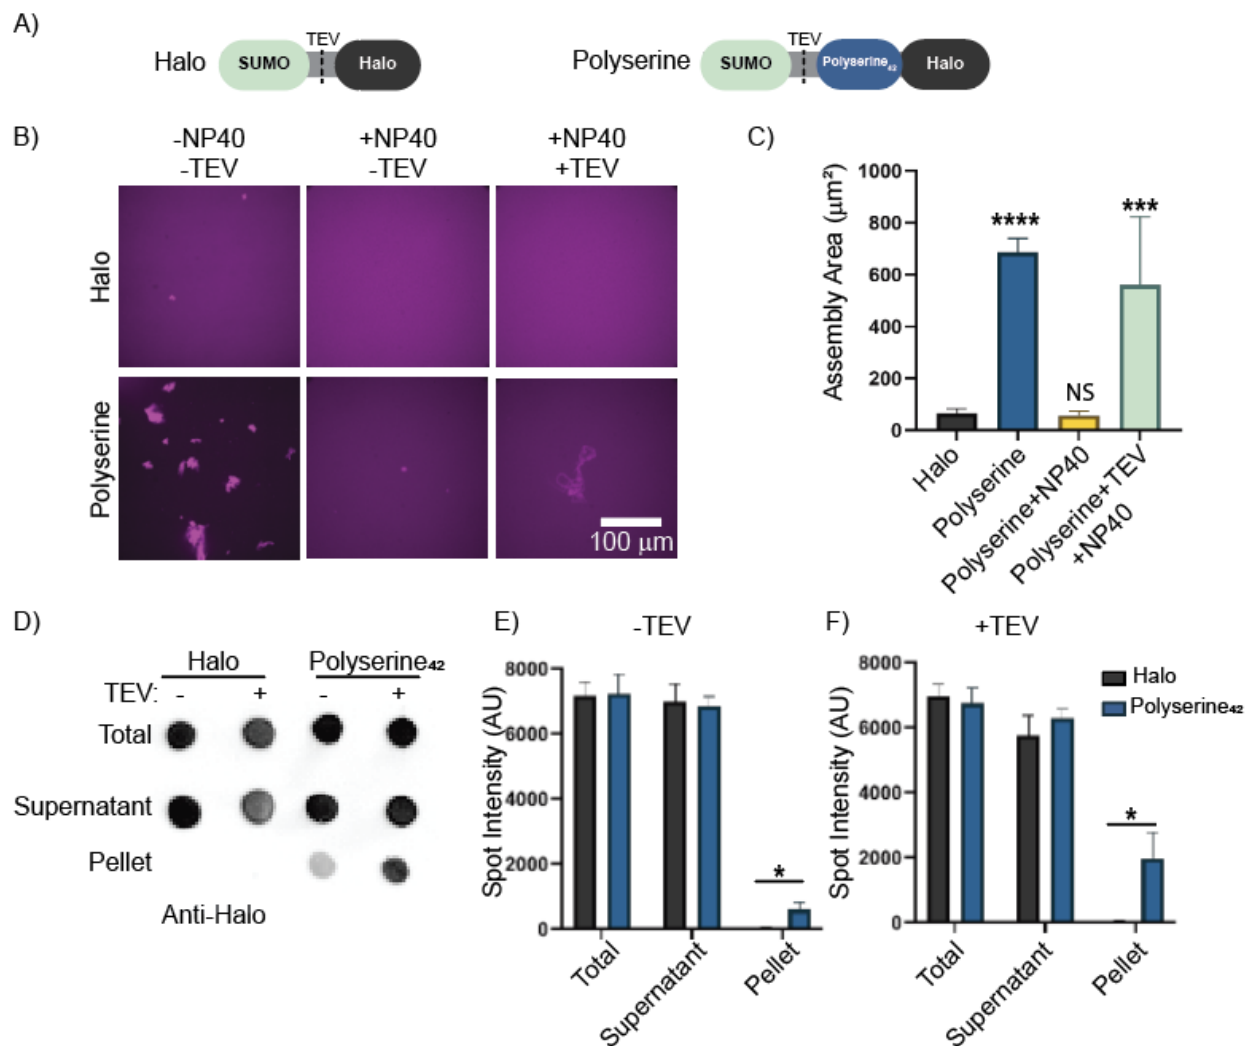 A)
Halo
SUMO
TEV
Halo
Polyserine
SUMO
TEV
Polyserine₄₂
Halo
B)
-NP40
-TEV
+NP40
-TEV
+NP40
+TEV
Halo
Polyserine
100 µm
C)
Assembly Area (µm²)
1000
800
600
400
200
0
****
NS
***
Halo
Polyserine
Polyserine+NP40
Polyserine+TEV
+NP40
D)
Halo
Polyserine₄₂
TEV: - + - +
Total
Supernatant
Pellet
Anti-Halo
E)
-TEV
Spot Intensity (AU)
8000
6000
4000
2000
0
*
Total
Supernatant
Pellet
F)
+TEV
Spot Intensity (AU)
8000
6000
4000
2000
0
*
Total
Supernatant
Pellet
Halo
Polyserine₄₂